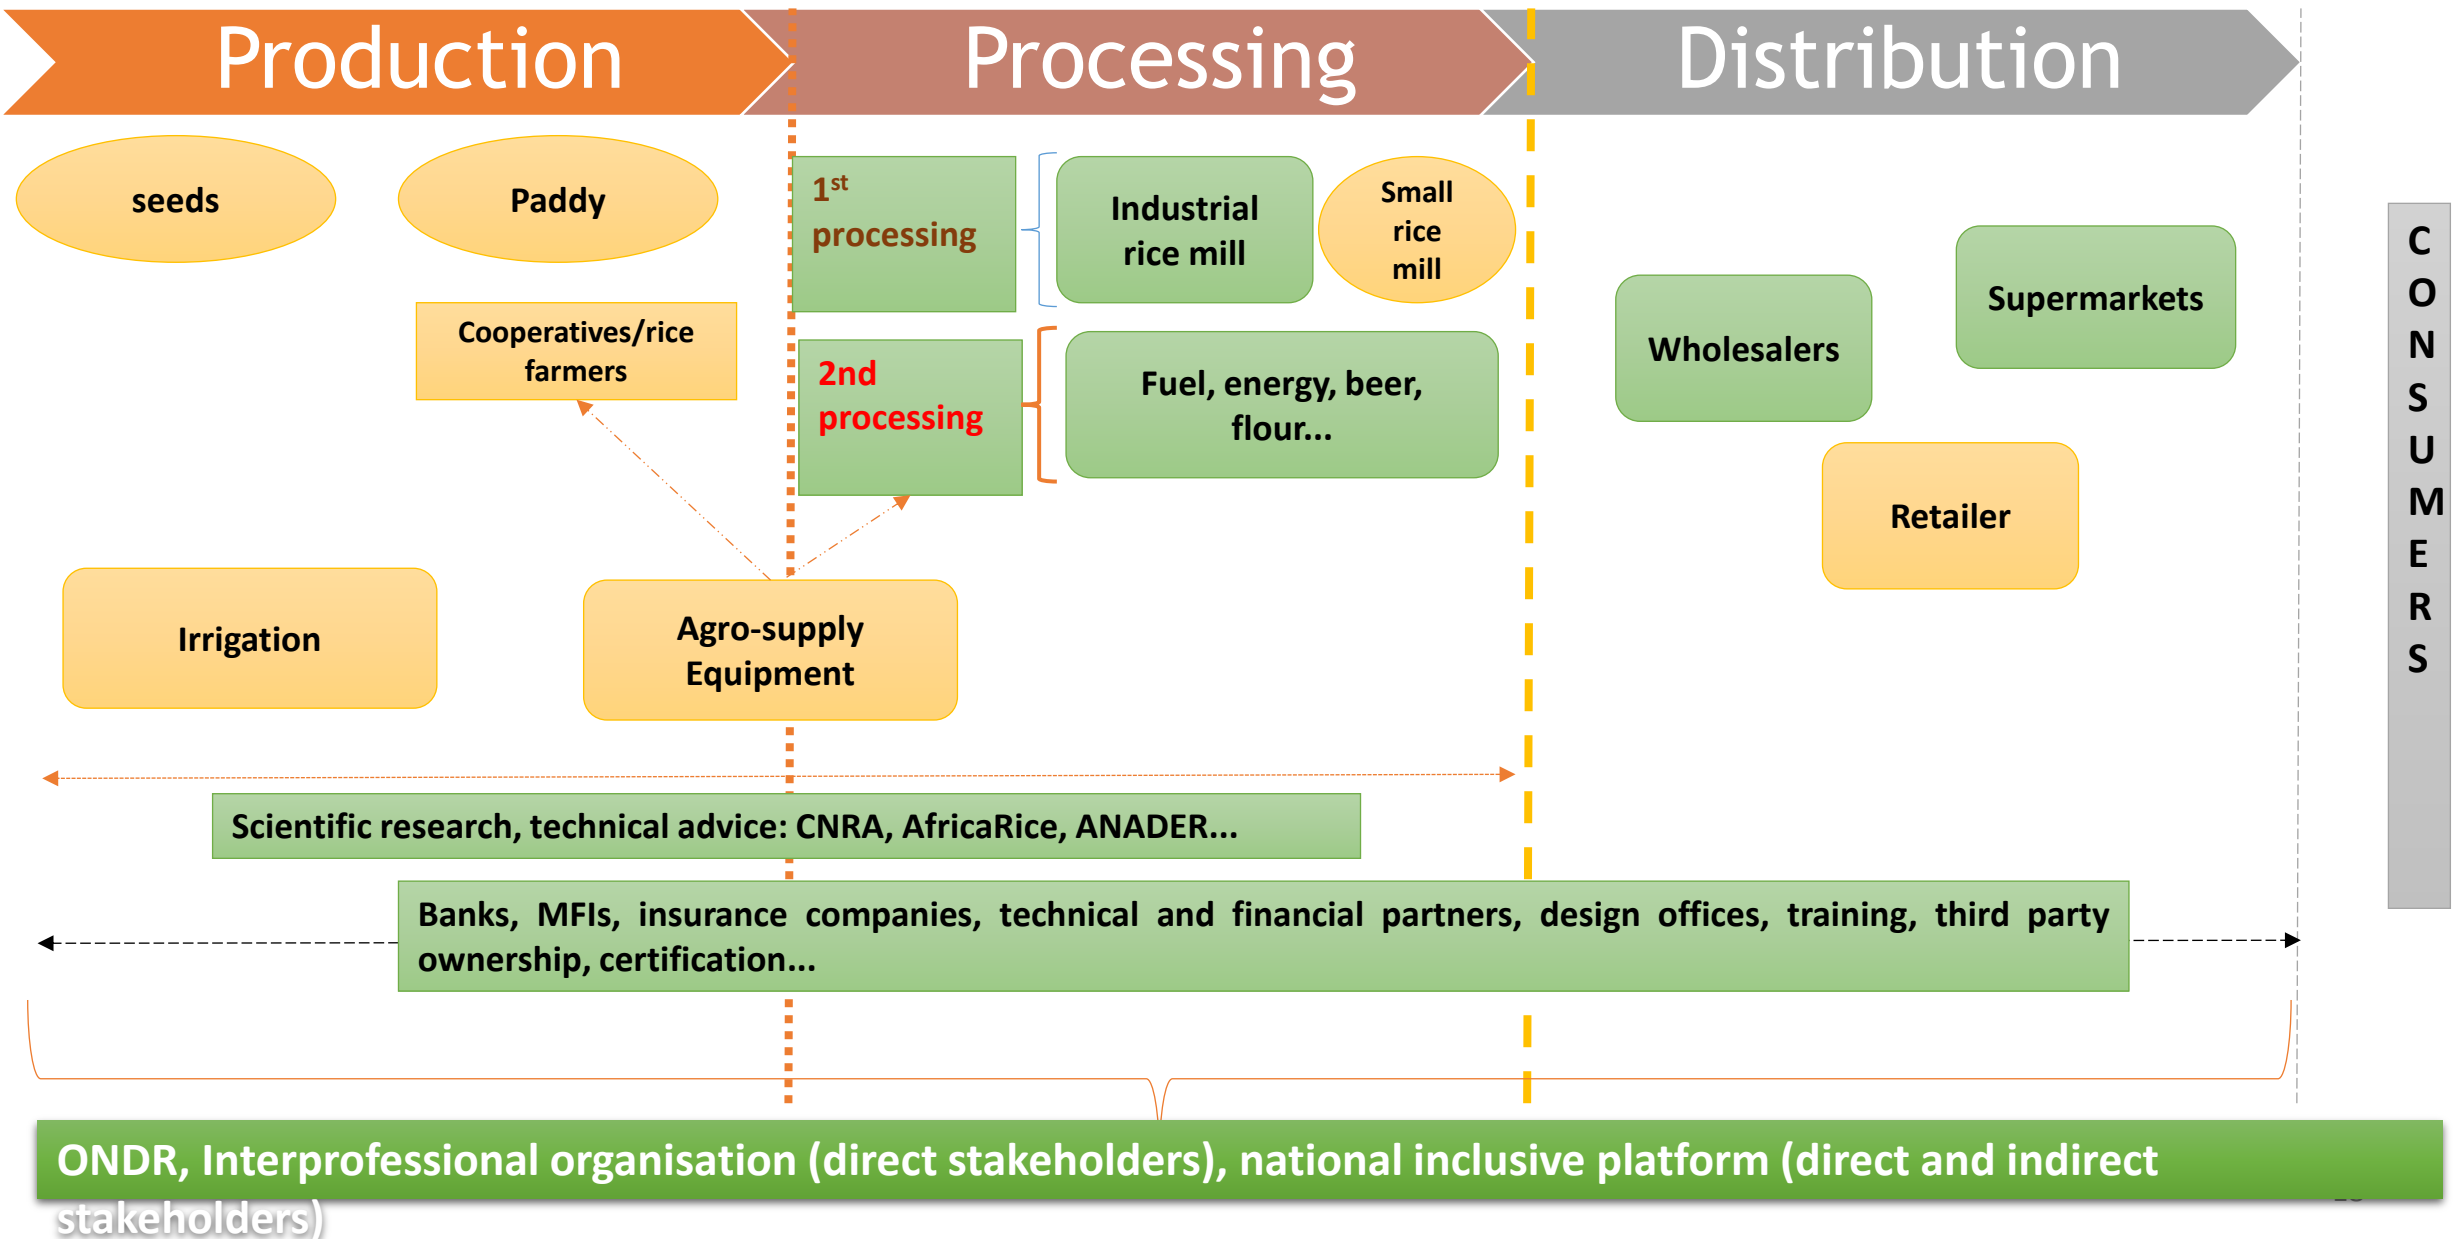 Production
Processing
Distribution
seeds
Paddy
Cooperatives/rice
farmers
1st
processing
Industrial
rice mill
Small
rice
mill
2nd
processing
Fuel, energy, beer,
flour...
Wholesalers
Supermarkets
Retailer
Irrigation
Agro-supply
Equipment
C
O
N
S
U
M
E
R
S
Scientific research, technical advice: CNRA, AfricaRice, ANADER...
Banks, MFIs, insurance companies, technical and financial partners, design offices, training, third party
ownership, certification...
ONDR, Interprofessional organisation (direct stakeholders), national inclusive platform (direct and indirect
stakeholders)